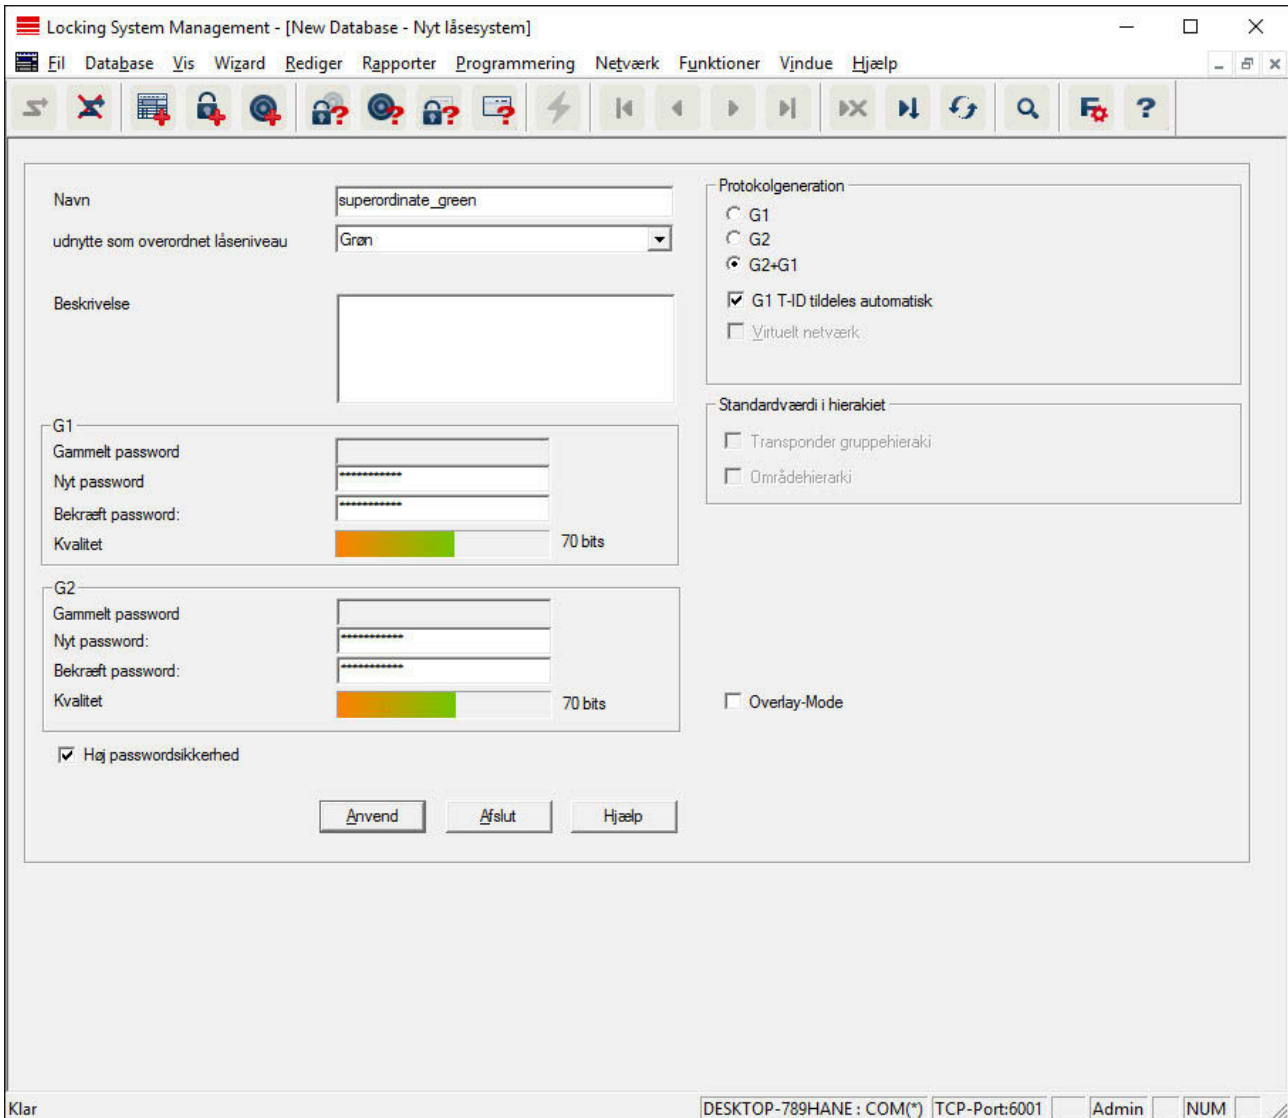 Locking System Management - [New Database - Nyt låsesystem]
Fil Database Vis Wizard Rediger Rapporter Programmering Netværk Funktioner Vindue Hjælp
Navn
superordinate_green
udnytte som overordnet låseniveau
Grøn
Beskrivelse
G1
Gammelt password
Nyt password
***********
Bekræft password:
***********
Kvalitet
70 bits
G2
Gammelt password
Nyt password:
***********
Bekræft password:
***********
Kvalitet
70 bits
Høj passwordsikkerhed
Anvend Afslut Hjælp
Protokolgeneration
G1
G2
G2+G1
G1 T-ID tildeles automatisk
Virtuelt netværk
Standardværdi i hierakiet
Transponder gruppehieraki
Områdehierarki
Overlay-Mode
Klar DESKTOP-789HANE : COM(*) TCP-Port:6001 Admin NUM